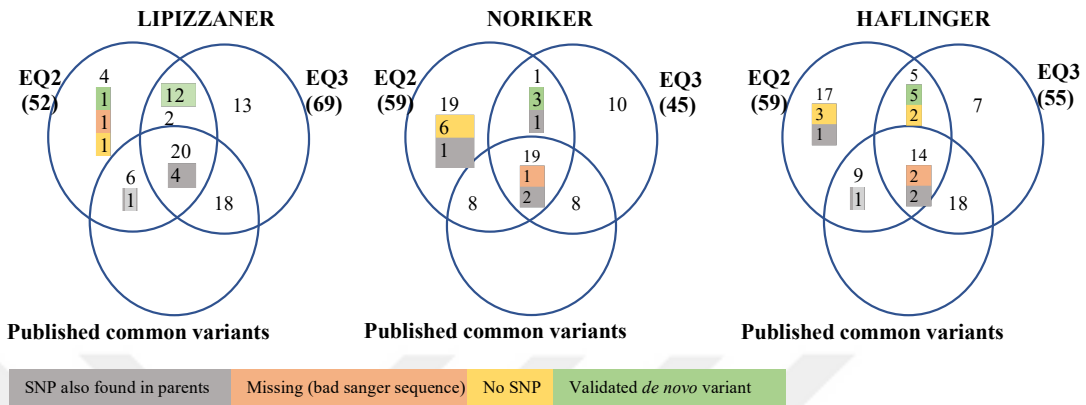 LIPIZZANER
EQ2
(52)
EQ3
(69)
4
1
1
1
12
2
13
20
4
6
1
18
Published common variants
NORIKER
EQ2
(59)
EQ3
(45)
19
6
1
1
3
1
10
19
1
2
8
8
Published common variants
HAFLINGER
EQ2
(59)
EQ3
(55)
17
3
1
5
5
2
7
14
2
2
9
1
18
Published common variants
SNP also found in parents
Missing (bad sanger sequence)
No SNP
Validated de novo variant